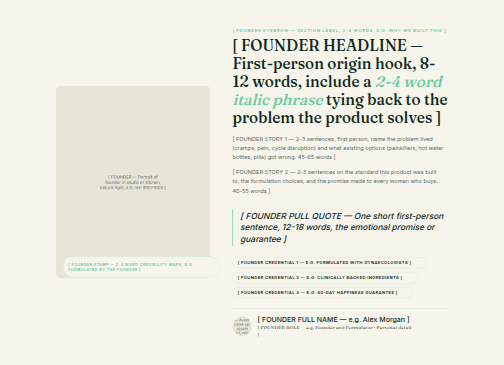 [ FOUNDER EYEBROW — SECTION LABEL, 2-4 WORDS, E.G. WHY WE BUILT THIS ]
[ FOUNDER HEADLINE —
First-person origin hook, 8-
12 words, include a 2-4 word
italic phrase tying back to the
problem the product solves ]
[ FOUNDER STORY 1 — 2-3 sentences, first person, name the problem lived
(cramps, pain, cycle disruption) and what existing options (painkillers, hot water
bottles, pills) got wrong. 45-65 words ]
[ FOUNDER STORY 2 — 2-3 sentences on the standard this product was built
to, the formulation choices, and the promise made to every woman who buys.
40-55 words ]
[ FOUNDER PULL QUOTE — One short first-person
sentence, 12-18 words, the emotional promise or
guarantee ]
[ FOUNDER CREDENTIAL 1 — E.G. FORMULATED WITH GYNAECOLOGISTS ]
[ FOUNDER CREDENTIAL 2 — E.G. CLINICALLY BACKED INGREDIENTS ]
[ FOUNDER CREDENTIAL 3 — E.G. 60-DAY HAPPINESS GUARANTEE ]
[ FOUNDER FULL NAME — e.g. Alex Morgan ]
[ FOUNDER ROLE e.g. Founder and Formulator · Personal detail
]
[ FOUNDER — Portrait of
founder in studio or kitchen,
natural light, 4:5, min 800×1000 ]
[ FOUNDER STAMP — 2-4 WORD CREDIBILITY MARK, E.G.
FORMULATED BY THE FOUNDER ]